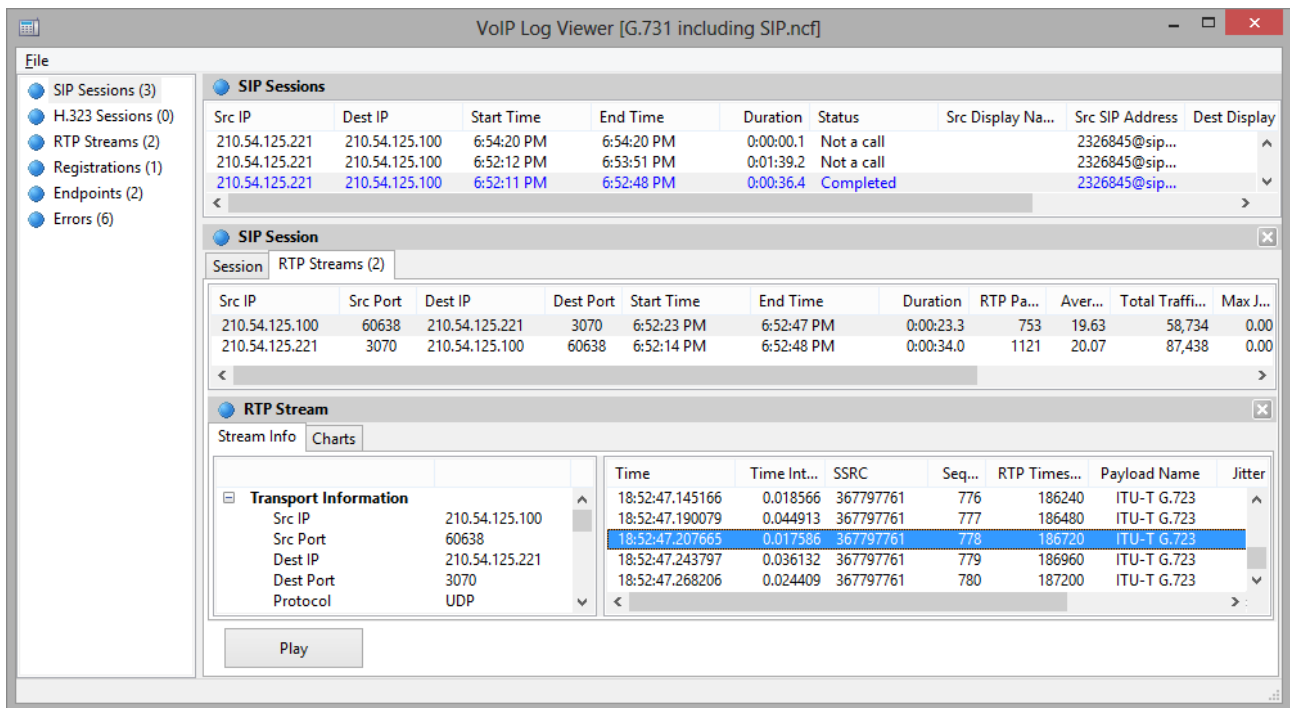 VoIP Log Viewer [G.731 including SIP.ncf]
File
SIP Sessions (3)
H.323 Sessions (0)
RTP Streams (2)
Registrations (1)
Endpoints (2)
Errors (6)
SIP Sessions
Src IP Dest IP Start Time End Time Duration Status Src Display Na... Src SIP Address Dest Display
210.54.125.221 210.54.125.100 6:54:20 PM 6:54:20 PM 0:00:00.1 Not a call 2326845@sip...
210.54.125.221 210.54.125.100 6:52:12 PM 6:53:51 PM 0:01:39.2 Not a call 2326845@sip...
210.54.125.221 210.54.125.100 6:52:11 PM 6:52:48 PM 0:00:36.4 Completed 2326845@sip...
SIP Session
Session RTP Streams (2)
Src IP Src Port Dest IP Dest Port Start Time End Time Duration RTP Pa... Aver... Total Traffi... Max J...
210.54.125.100 60638 210.54.125.221 3070 6:52:23 PM 6:52:47 PM 0:00:23.3 753 19.63 58,734 0.00
210.54.125.221 3070 210.54.125.100 60638 6:52:14 PM 6:52:48 PM 0:00:34.0 1121 20.07 87,438 0.00
RTP Stream
Stream Info Charts
Transport Information
Src IP 210.54.125.100
Src Port 60638
Dest IP 210.54.125.221
Dest Port 3070
Protocol UDP
Time Time Int... SSRC Seq... RTP Times... Payload Name Jitter
18:52:47.145166 0.018566 367797761 776 186240 ITU-T G.723
18:52:47.190079 0.044913 367797761 777 186480 ITU-T G.723
18:52:47.207665 0.017586 367797761 778 186720 ITU-T G.723
18:52:47.243797 0.036132 367797761 779 186960 ITU-T G.723
18:52:47.268206 0.024409 367797761 780 187200 ITU-T G.723
Play